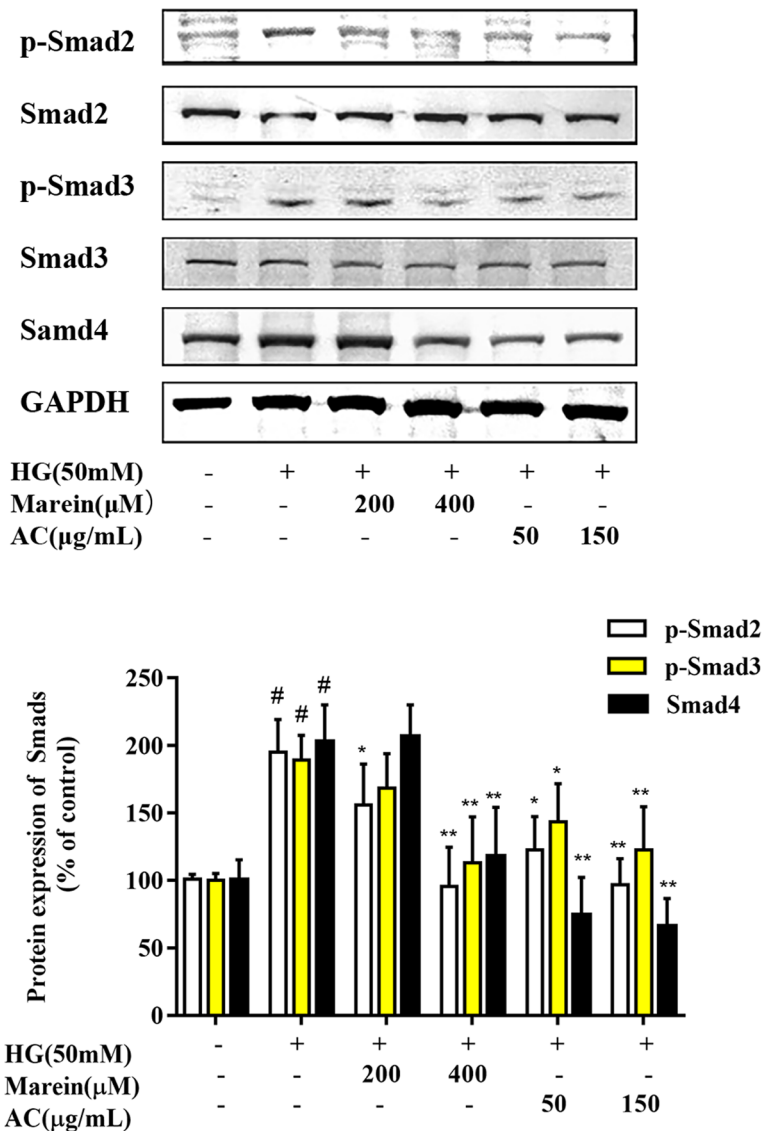 p-Smad2
Smad2
p-Smad3
Smad3
Samd4
GAPDH
HG(50mM) - + + + + +
Marein(μM) - - 200 400 - -
AC(μg/mL) - - - - 50 150
p-Smad2
p-Smad3
Smad4
Protein expression of Smads
(% of control)
250
200
150
100
50
0
# # #
*
** ** **
* * **
** ** **
HG(50mM) - + + + + +
Marein(μM) - - 200 400 - -
AC(μg/mL) - - - - 50 150